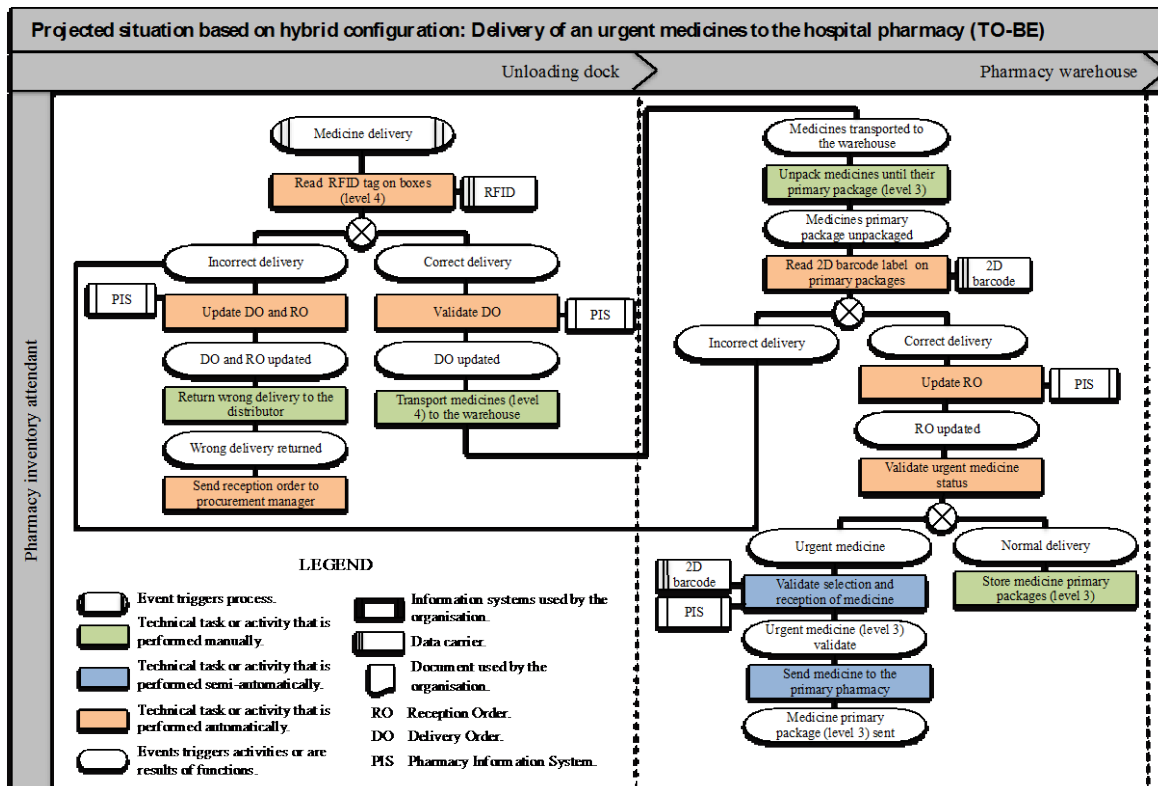 Projected situation based on hybrid configuration: Delivery of an urgent medicines to the hospital pharmacy (TO-BE)
Unloading dock
Pharmacy warehouse
Pharmacy inventory attendant
Medicine delivery
Read RFID tag on boxes
(level 4)
RFID
Incorrect delivery
Correct delivery
PIS
Update DO and RO
Validate DO
PIS
DO and RO updated
DO updated
Return wrong delivery to the
distributor
Transport medicines (level
4) to the warehouse
Wrong delivery returned
Send reception order to
procurement manager
Medicines transported to
the warehouse
Unpack medicines until their
primary package (level 3)
Medicines primary
package unpackaged
Read 2D barcode label on
primary packages
2D
barcode
Incorrect delivery
Correct delivery
Update RO
PIS
RO updated
Validate urgent medicine
status
Urgent medicine
Normal delivery
2D
barcode
PIS
Validate selection and
reception of medicine
Store medicine primary
packages (level 3)
Urgent medicine (level 3)
validate
Send medicine to the
primary pharmacy
Medicine primary
package (level 3) sent
LEGEND
Event triggers process.
Technical task or activity that is
performed manually.
Technical task or activity that is
performed semi-automatically.
Technical task or activity that is
performed automatically.
Events triggers activities or are
results of functions.
Information systems used by the
organisation.
Data carrier.
Document used by the
organisation.
RO Reception Order.
DO Delivery Order.
PIS Pharmacy Information System.